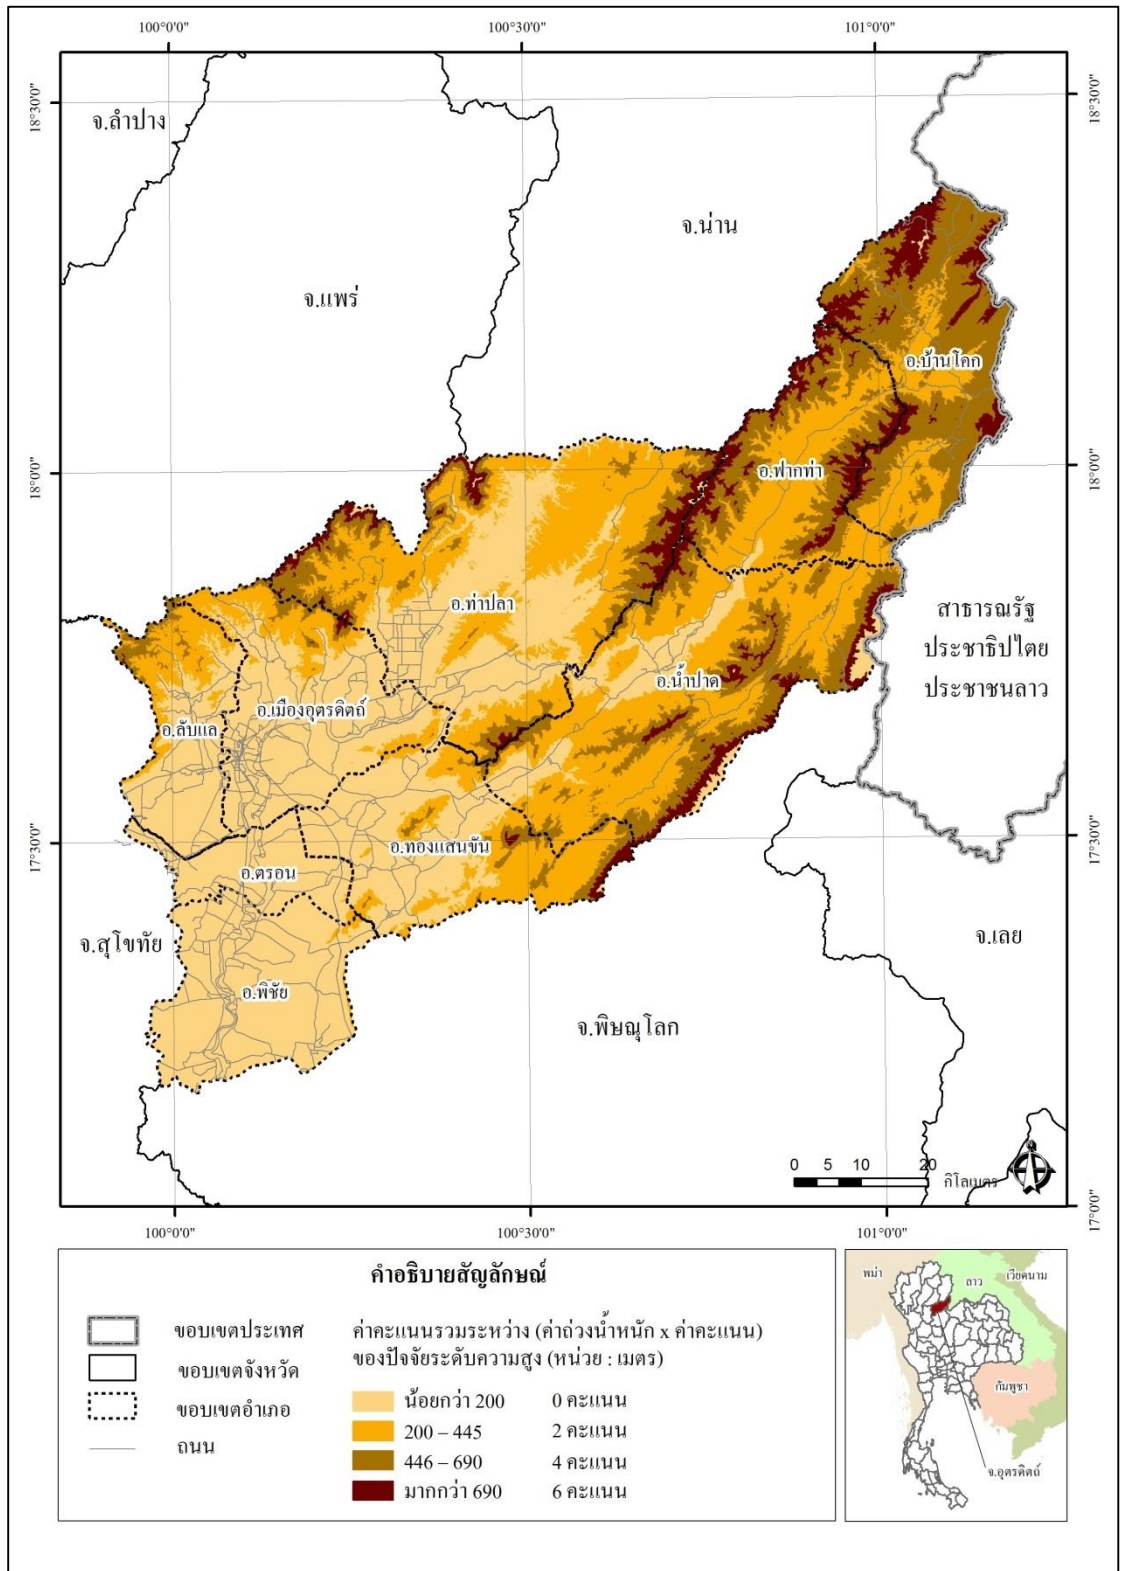 100°0'0" 100°30'0" 101°0'0"
18°30'0" 18°30'0"
จ.ลำปาง
จ.น่าน
จ.แพร่
อ.บ้านโคก
18°0'0" 18°0'0"
อ.ฟากท่า
อ.ท่าปลา
สาธารณรัฐ
ประชาธิปไตย
ประชาชนลาว
อ.น้ำปาด
อ.เมืองอุตรดิตถ์
อ.ลับแล
17°30'0" 17°30'0"
อ.ทองแสนขัน
อ.ตรอน
จ.สุโขทัย
จ.เลย
อ.พิชัย
จ.พิษณุโลก
0 5 10 20
กิโลเมตร
17°0'0"
100°0'0" 100°30'0" 101°0'0"
คำอธิบายสัญลักษณ์
ขอบเขตประเทศ
ขอบเขตจังหวัด
ขอบเขตอำเภอ
ถนน
ค่าคะแนนรวมระหว่าง (ค่าถ่วงน้ำหนัก x ค่าคะแนน)
ของปัจจัยระดับความสูง (หน่วย : เมตร)
น้อยกว่า 200 0 คะแนน
200 – 445 2 คะแนน
446 – 690 4 คะแนน
มากกว่า 690 6 คะแนน
พม่า
ลาว
เวียดนาม
กัมพูชา
จ.อุตรดิตถ์